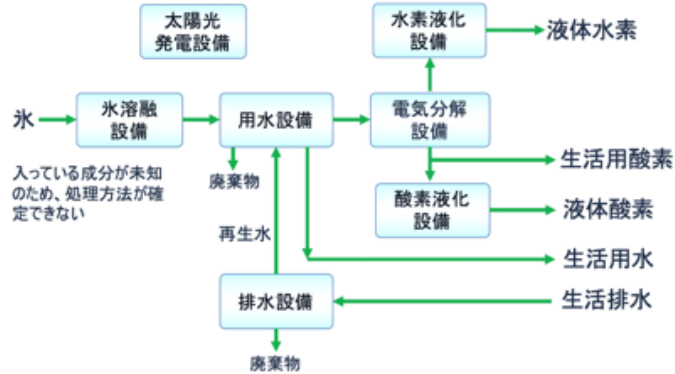 太陽光
発電設備
水素液化
設備
液体水素
氷
氷溶融
設備
用水設備
電気分解
設備
生活用酸素
入っている成分が未知
のため、処理方法が確
定できない
廃棄物
酸素液化
設備
液体酸素
再生水
生活用水
排水設備
生活排水
廃棄物